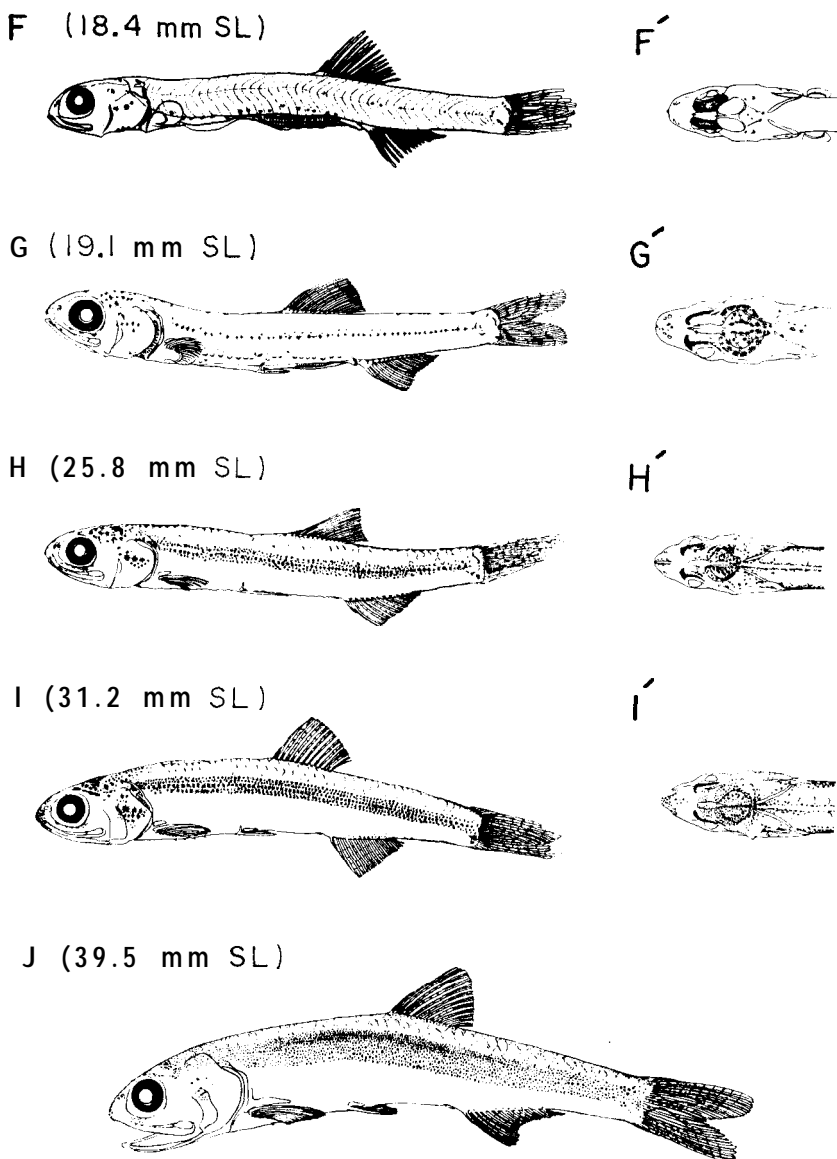 F (18.4 mm SL) F′
G (19.1 mm SL) G′
H (25.8 mm SL) H′
I (31.2 mm SL) I′
J (39.5 mm SL)